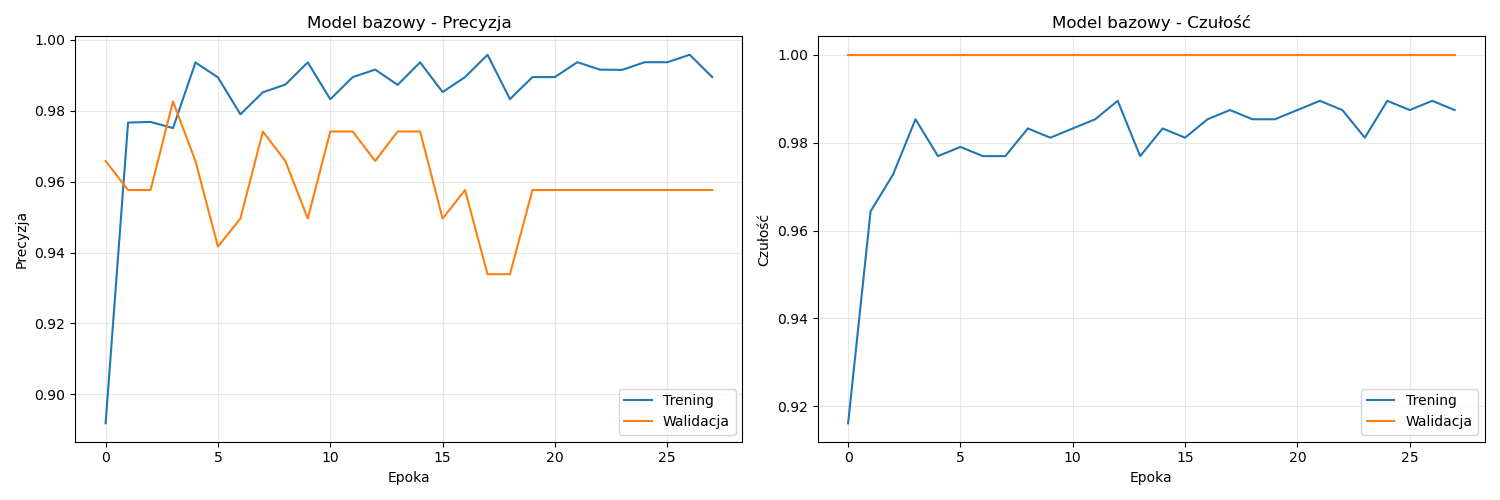 Model bazowy - Precyzja
1.00
0.98
0.96
0.94
0.92
0.90
Precyzja
0 5 10 15 20 25
Epoka
Trening
Walidacja
Model bazowy - Czułość
1.00
0.98
0.96
0.94
0.92
Czułość
0 5 10 15 20 25
Epoka
Trening
Walidacja